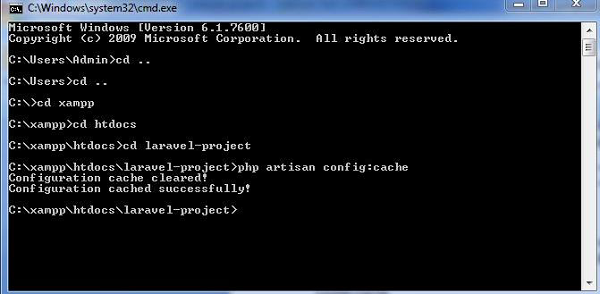 C:\Windows\system32\cmd.exe
Microsoft Windows [Version 6.1.7600]
Copyright (c) 2009 Microsoft Corporation.  All rights reserved.
C:\Users\Admin>cd ..
C:\Users>cd ..
C:\>cd xampp
C:\xampp>cd htdocs
C:\xampp\htdocs>cd laravel-project
C:\xampp\htdocs\laravel-project>php artisan config:cache
Configuration cache cleared!
Configuration cached successfully!
C:\xampp\htdocs\laravel-project>